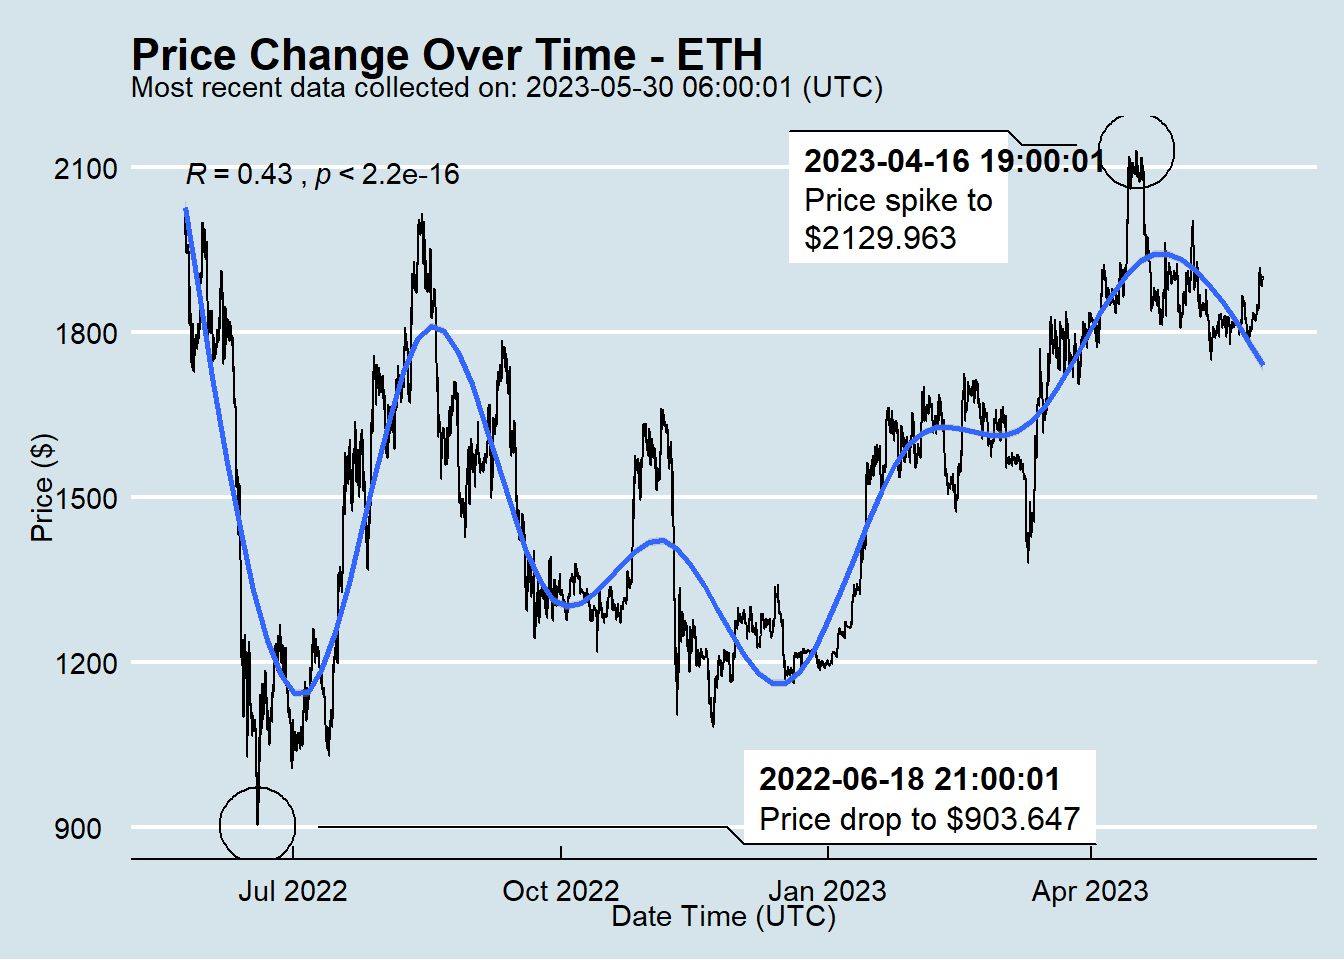 Price Change Over Time - ETH
Most recent data collected on: 2023-05-30 06:00:01 (UTC)
R = 0.43 , p < 2.2e-16
2023-04-16 19:00:01
Price spike to
$2129.963
2100
1800
1500
1200
900
Price ($)
2022-06-18 21:00:01
Price drop to $903.647
Jul 2022
Oct 2022
Jan 2023
Apr 2023
Date Time (UTC)